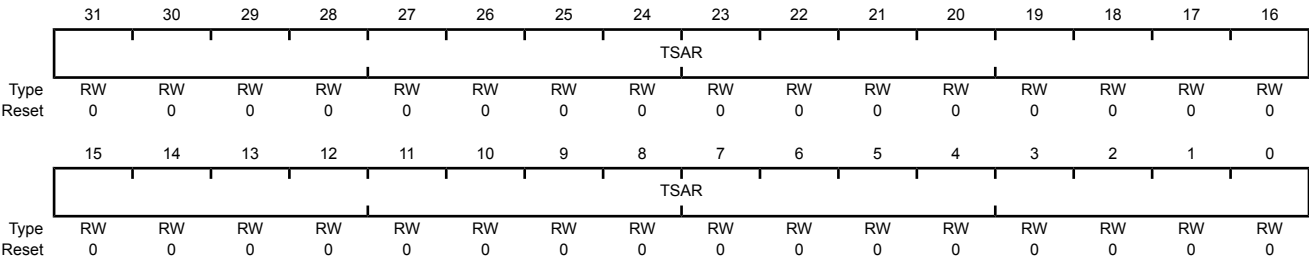 31 30 29 28 27 26 25 24 23 22 21 20 19 18 17 16
TSAR
Type RW RW RW RW RW RW RW RW RW RW RW RW RW RW RW RW
Reset 0 0 0 0 0 0 0 0 0 0 0 0 0 0 0 0
15 14 13 12 11 10 9 8 7 6 5 4 3 2 1 0
TSAR
Type RW RW RW RW RW RW RW RW RW RW RW RW RW RW RW RW
Reset 0 0 0 0 0 0 0 0 0 0 0 0 0 0 0 0